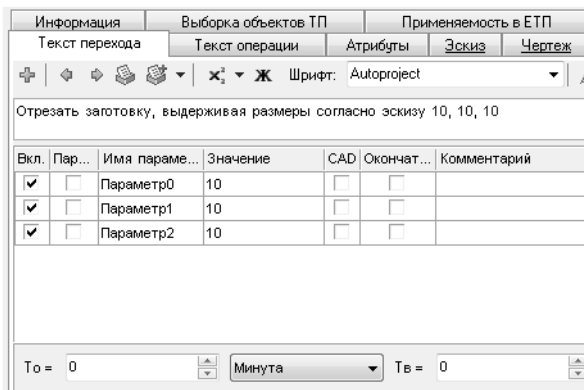 Информация Выборка объектов ТП Применяемость в ЕТП
Текст перехода Текст операции Атрибуты Эскиз Чертеж
x² Ж Шрифт: Autoproject
Отрезать заготовку, выдерживая размеры согласно эскизу 10, 10, 10
Вкл. Пар... Имя параме... Значение CAD Окончат... Комментарий
Параметр0 10
Параметр1 10
Параметр2 10
То = 0 Минута Тв = 0